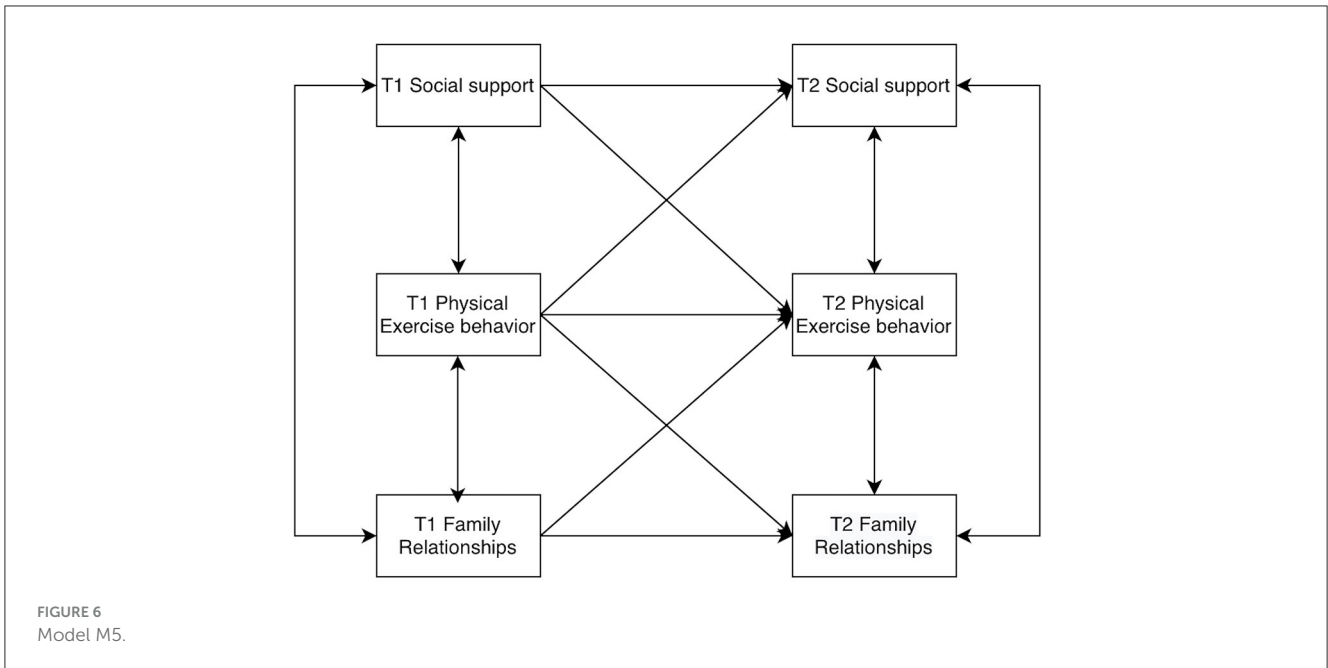 T1 Social support
T2 Social support
T1 Physical
Exercise behavior
T2 Physical
Exercise behavior
T1 Family
Relationships
T2 Family
Relationships
FIGURE 6
Model M5.